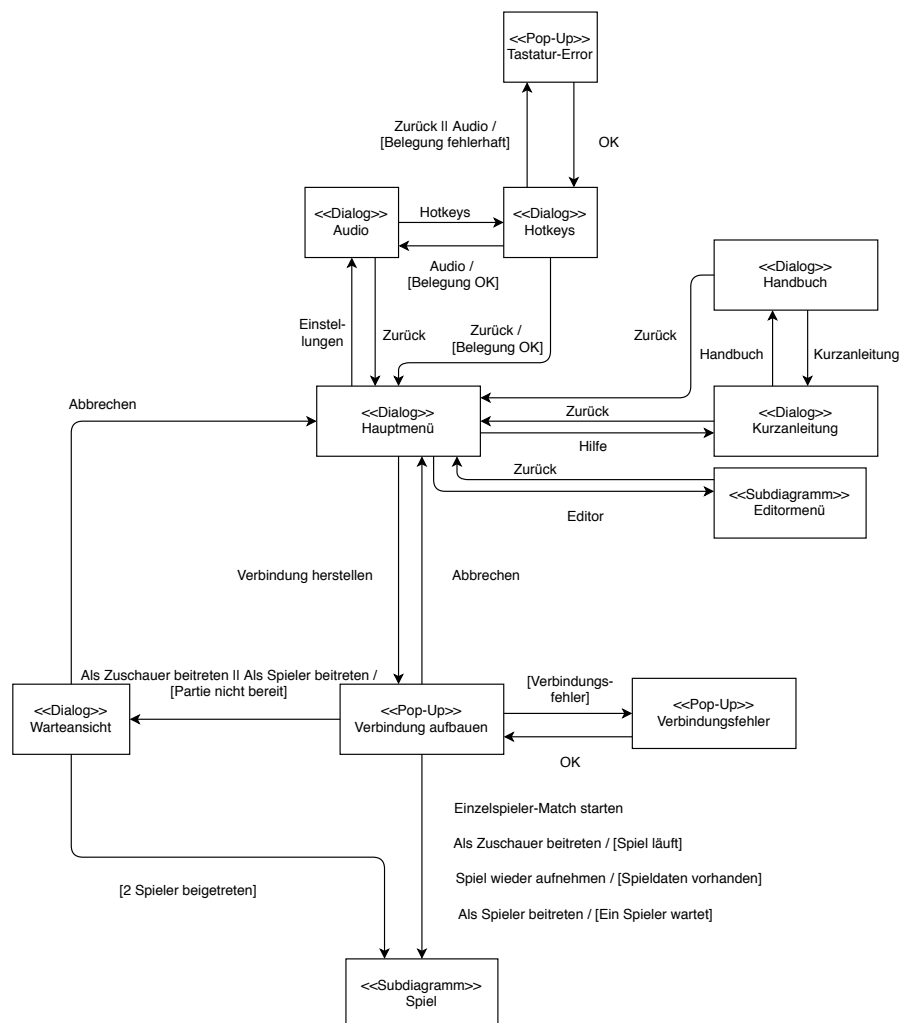 <<Pop-Up>>
Tastatur-Error
Zurück II Audio /
[Belegung fehlerhaft]
OK
<<Dialog>>
Audio
Hotkeys
<<Dialog>>
Hotkeys
Audio /
[Belegung OK]
<<Dialog>>
Handbuch
Einstel-
lungen
Zurück
Zurück /
[Belegung OK]
Zurück
Handbuch
Kurzanleitung
Abbrechen
<<Dialog>>
Hauptmenü
Zurück
Hilfe
<<Dialog>>
Kurzanleitung
Zurück
Editor
<<Subdiagramm>>
Editormenü
Verbindung herstellen
Abbrechen
Als Zuschauer beitreten II Als Spieler beitreten /
[Partie nicht bereit]
<<Dialog>>
Warteansicht
<<Pop-Up>>
Verbindung aufbauen
[Verbindungs-
fehler]
<<Pop-Up>>
Verbindungsfehler
OK
Einzelspieler-Match starten
Als Zuschauer beitreten / [Spiel läuft]
Spiel wieder aufnehmen / [Spieldaten vorhanden]
Als Spieler beitreten / [Ein Spieler wartet]
[2 Spieler beigetreten]
<<Subdiagramm>>
Spiel